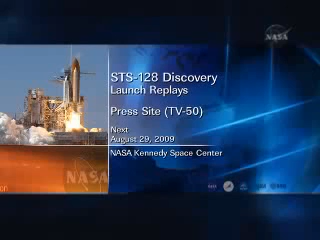 NASA
STS-128 Discovery
Launch Replays
Press Site (TV-50)
Next
August 29, 2009
NASA Kennedy Space Center
NASA
on